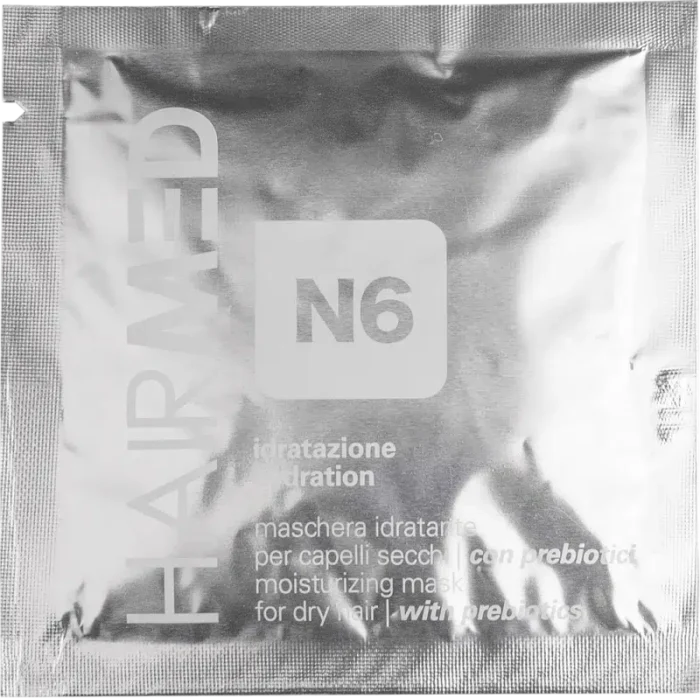 HAIRMED
N6
idratazione
hydration
maschera idratante
per capelli secchi | con prebiotici
moisturizing mask
for dry hair | with prebiotics